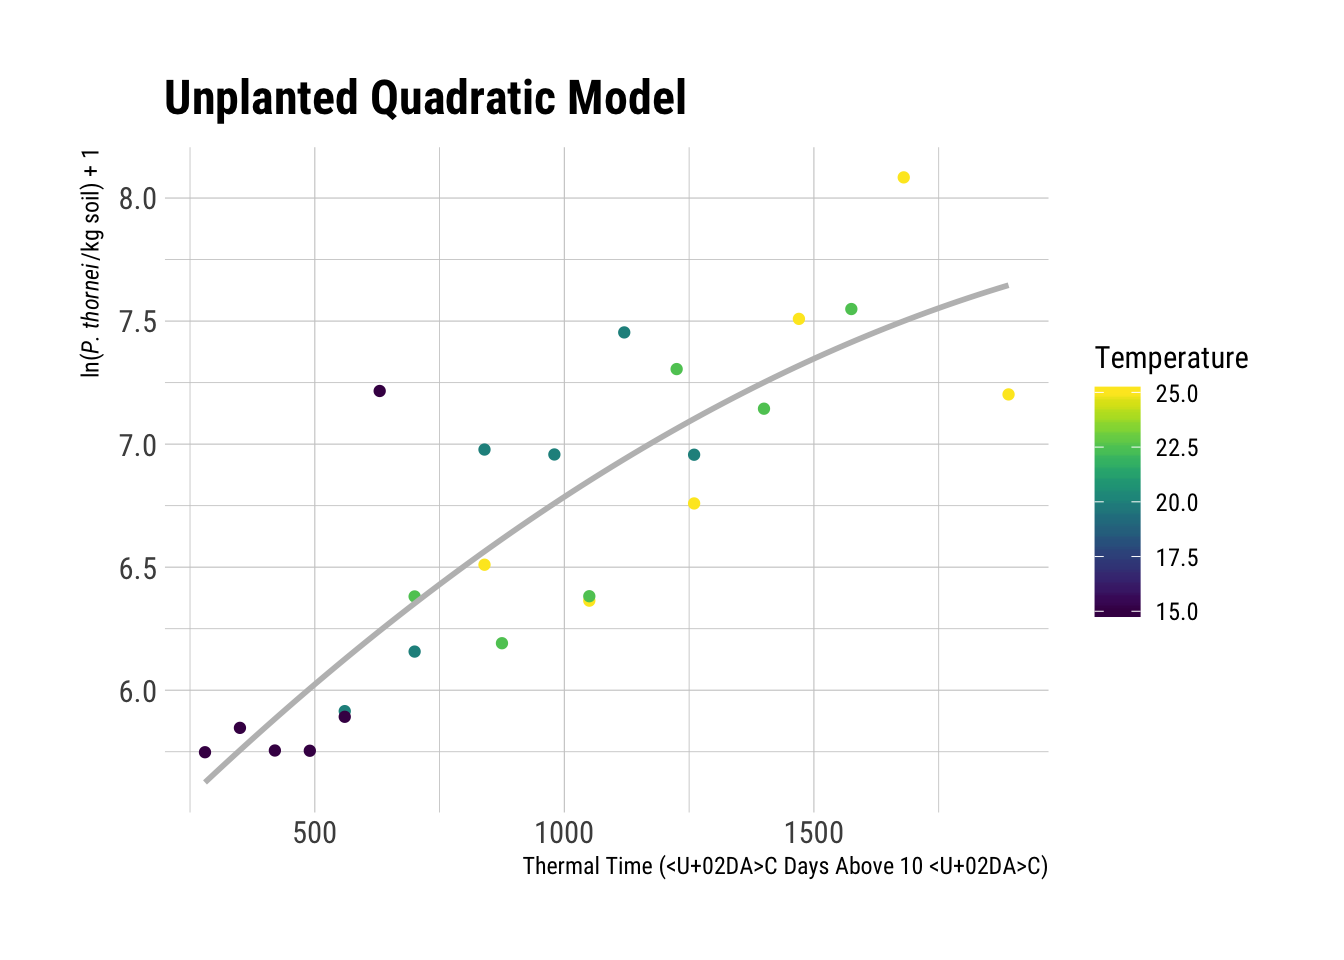 Unplanted Quadratic Model
ln(P. thornei/kg soil) + 1
8.0
7.5
7.0
6.5
6.0
500 1000 1500
Thermal Time (<U+02DA>C Days Above 10 <U+02DA>C)
Temperature
25.0
22.5
20.0
17.5
15.0